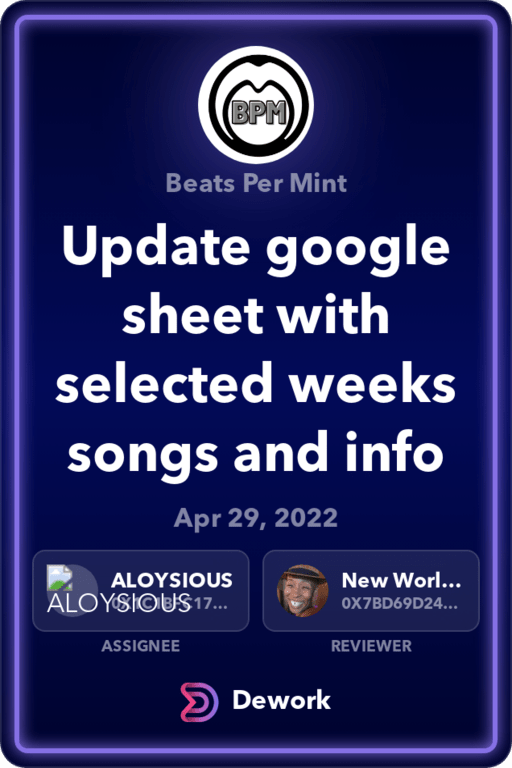 BPM
Beats Per Mint
Update google
sheet with
selected weeks
songs and info
Apr 29, 2022
ALOYSIOUS
ALOYSIOUS
New Worl...
0X7BD69D24...
ASSIGNEE
REVIEWER
Dework